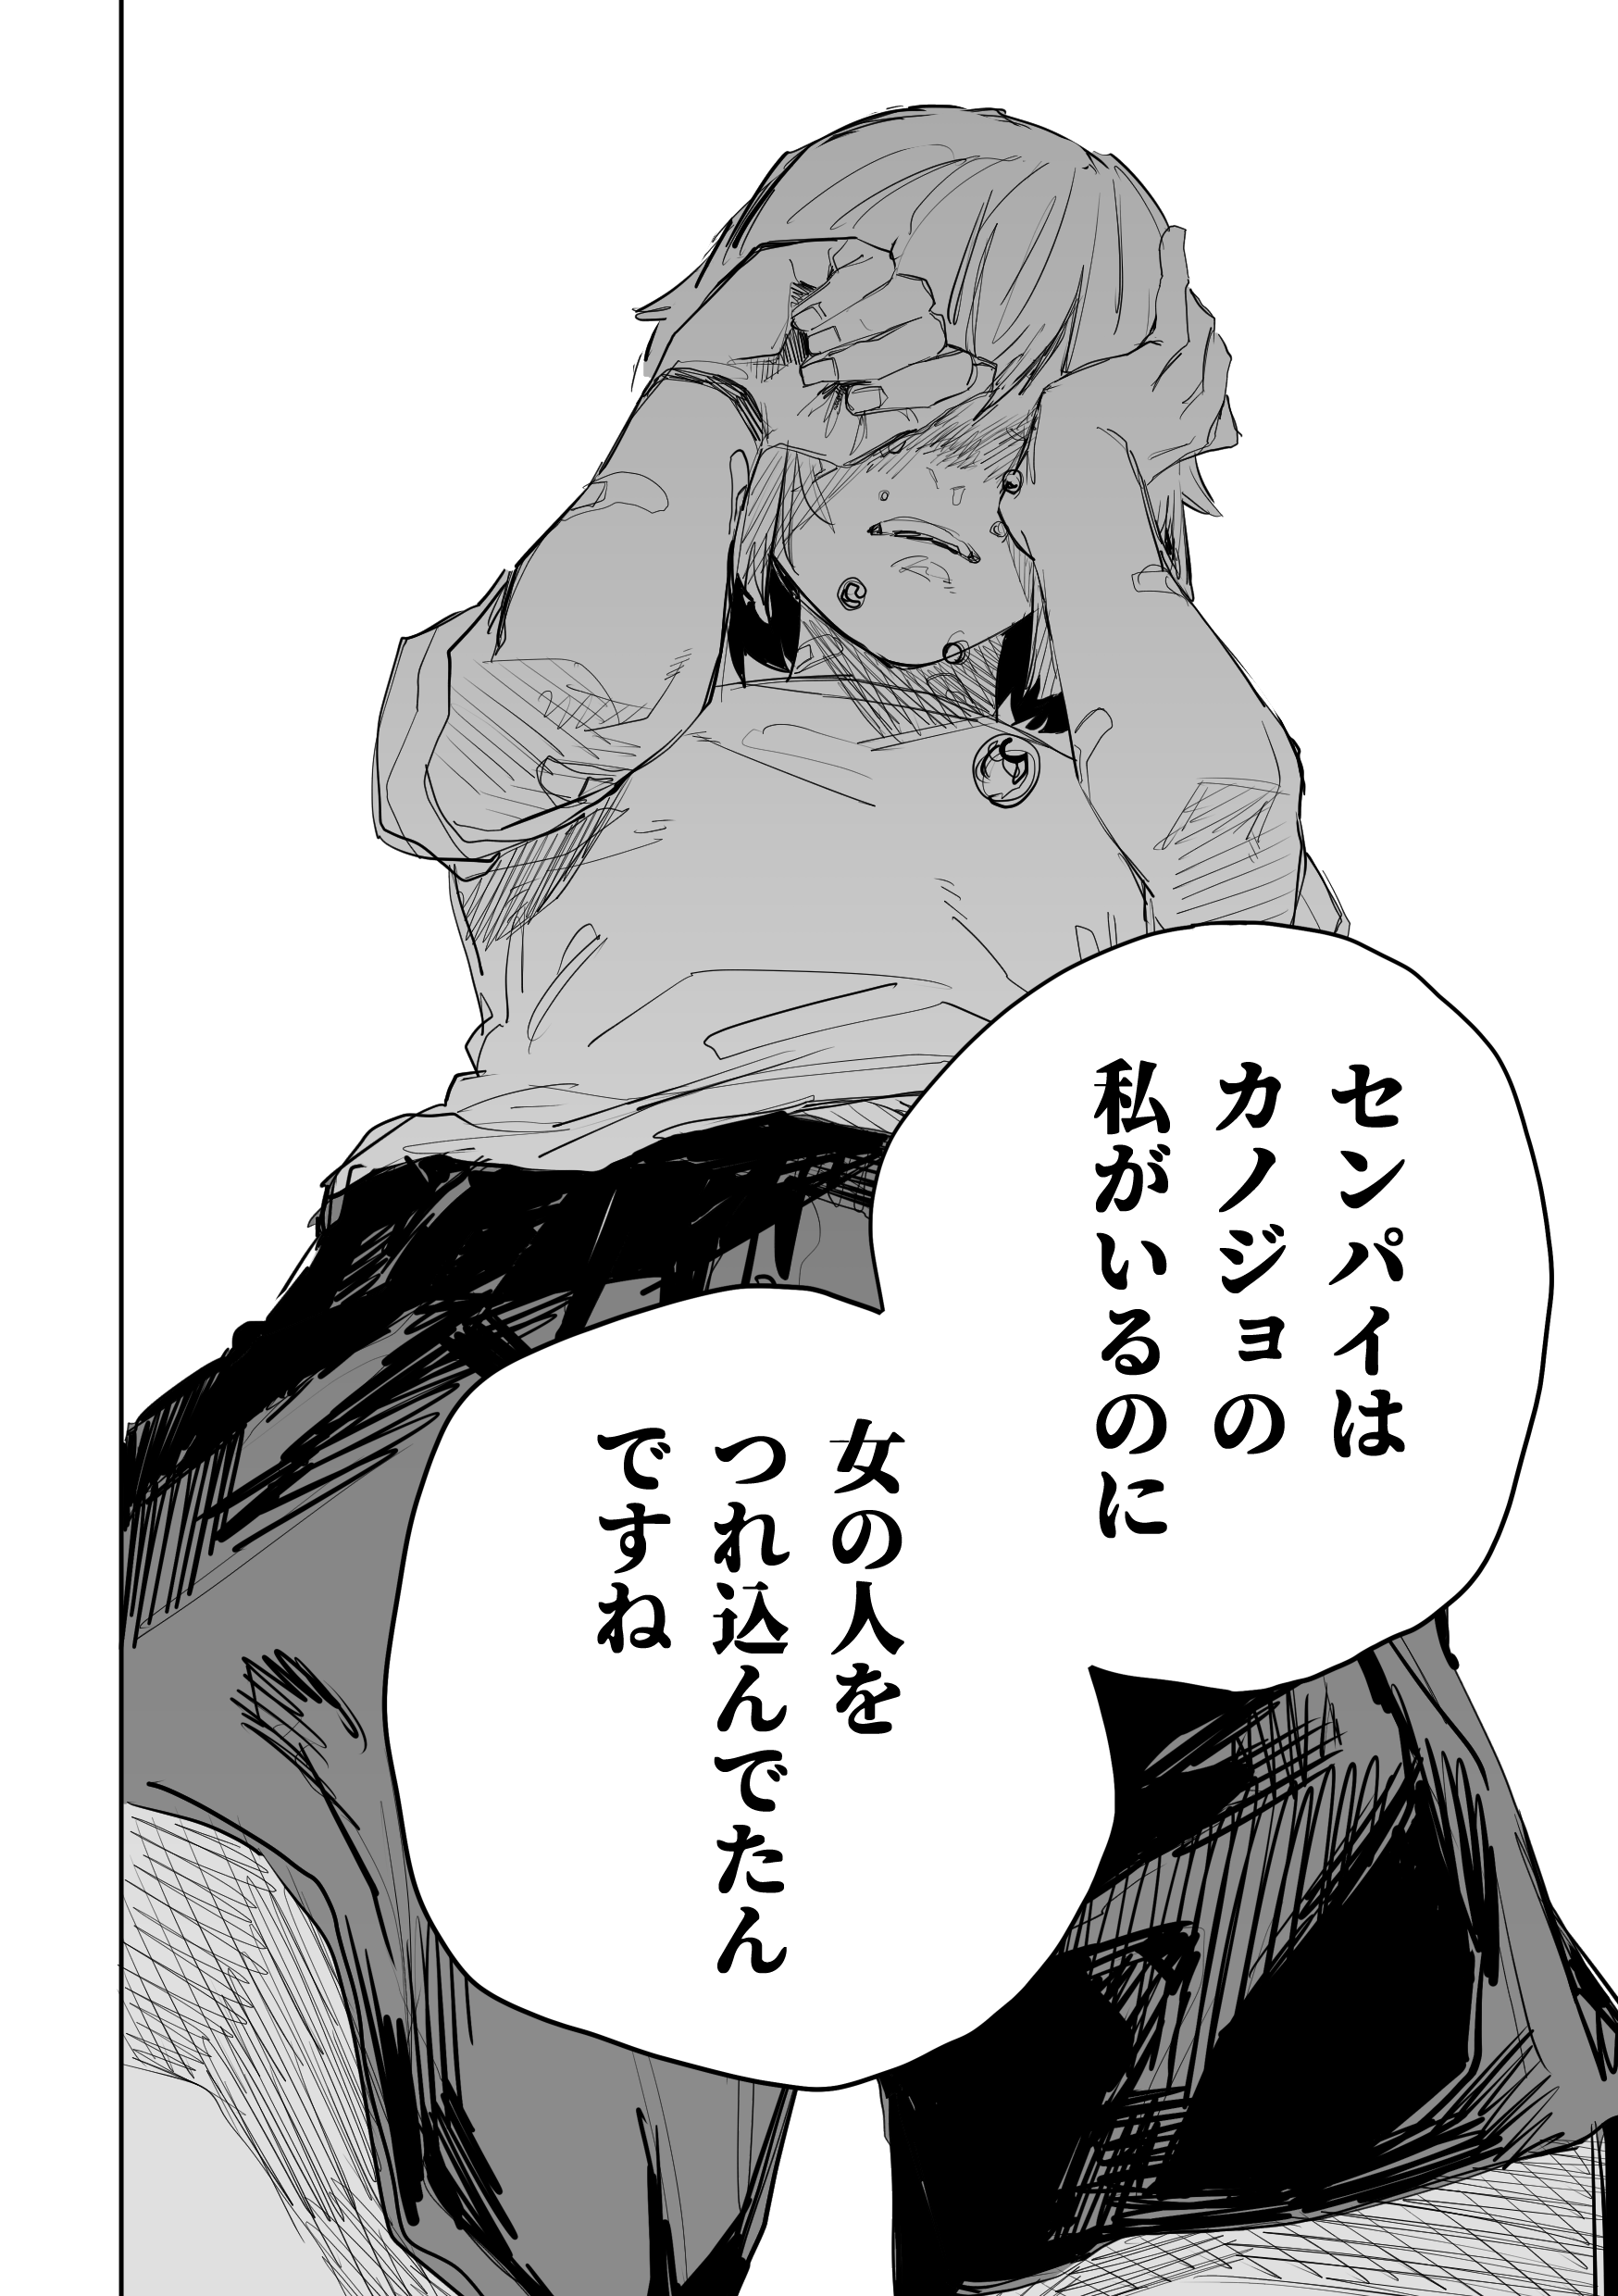 センパイは
カノジョの
私がいるのに
女の人を
つれ込んでたん
ですね